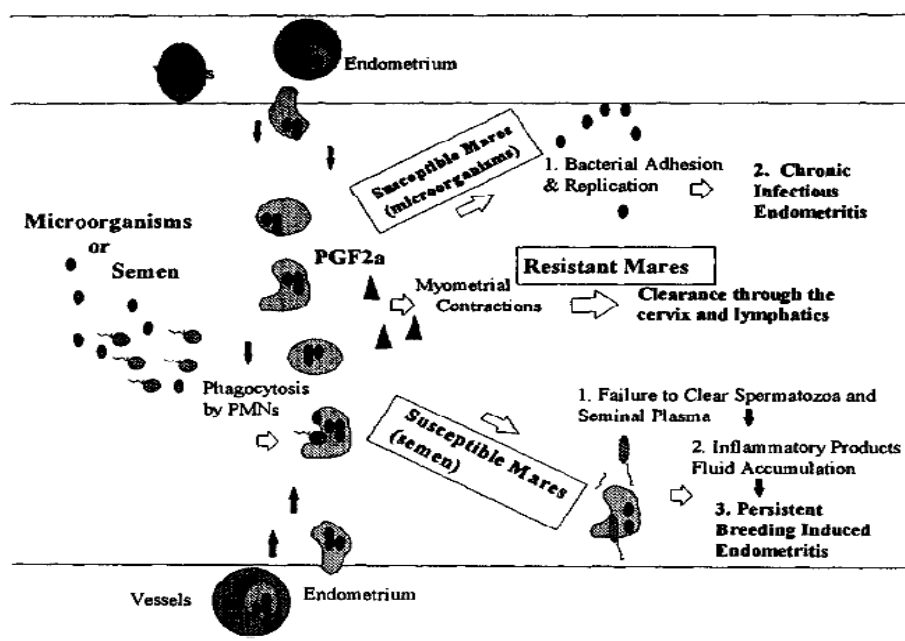 Endometrium
Susceptible Mares
(microorganisms)
1. Bacterial Adhesion
& Replication
2. Chronic
Infectious
Endometritis
Microorganisms
or
Semen
PGF2a
Myometrial
Contractions
Resistant Mares
Clearance through the
cervix and lymphatics
Phagocytosis
by PMNs
Susceptible Mares
(semen)
1. Failure to Clear Spermatozoa and
Seminal Plasma
2. Inflammatory Products
Fluid Accumulation
3. Persistent
Breeding Induced
Endometritis
Vessels
Endometrium